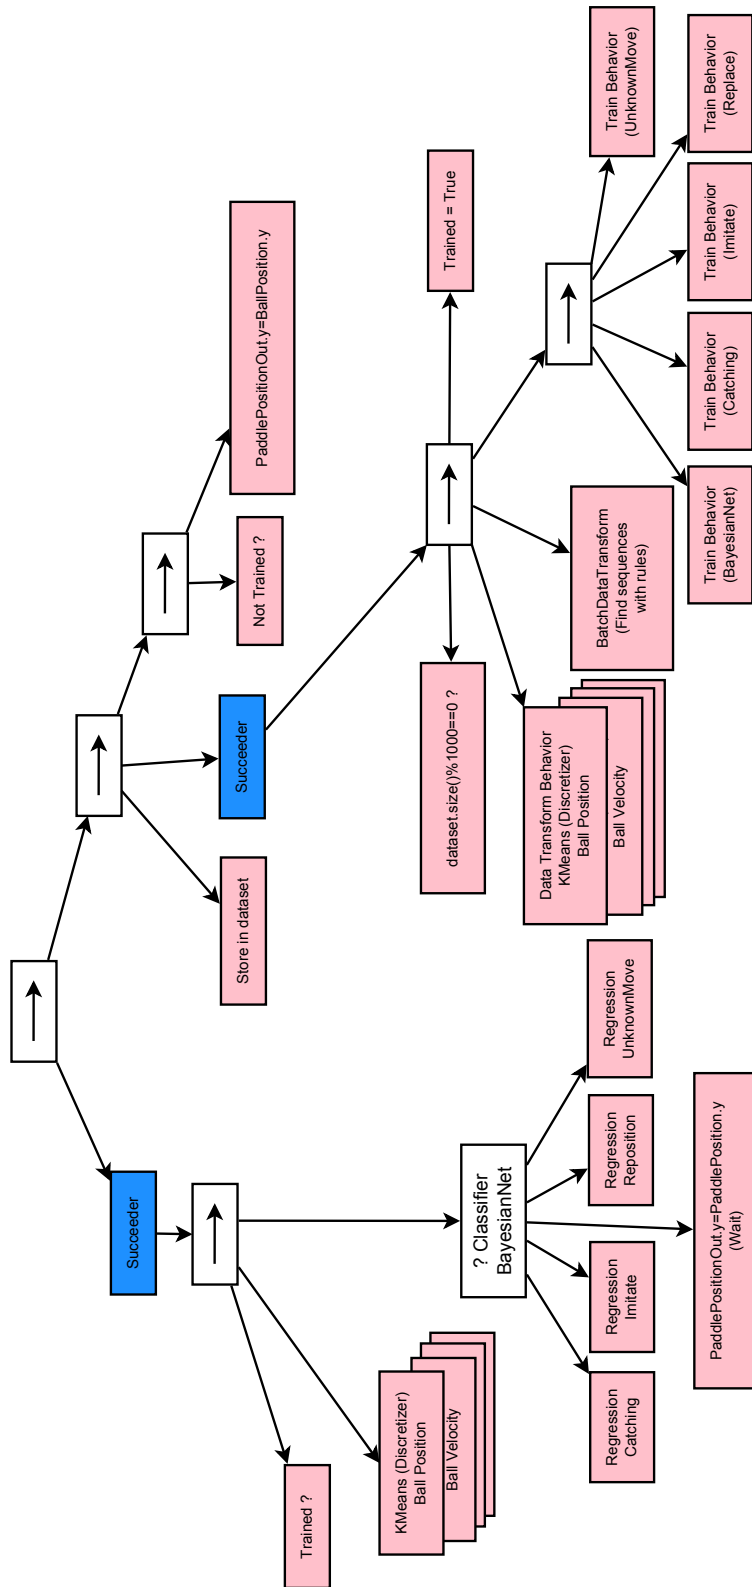 Succeeder
Trained ?
KMeans (Discretizer)
Ball Position
Ball Velocity
? Classifier
BayesianNet
Regression
Catching
Regression
Imitate
PaddlePositionOut.y=PaddlePosition.y
(Wait)
Regression
Reposition
Regression
UnknownMove
Store in dataset
Succeeder
Not Trained ?
PaddlePositionOut.y=BallPosition.y
dataset.size()%1000==0 ?
Data Transform Behavior
KMeans (Discretizer)
Ball Position
Ball Velocity
BatchDataTransform
(Find sequences
with rules)
Trained = True
Train Behavior
(BayesianNet)
Train Behavior
(Catching)
Train Behavior
(Imitate)
Train Behavior
(Replace)
Train Behavior
(UnknownMove)